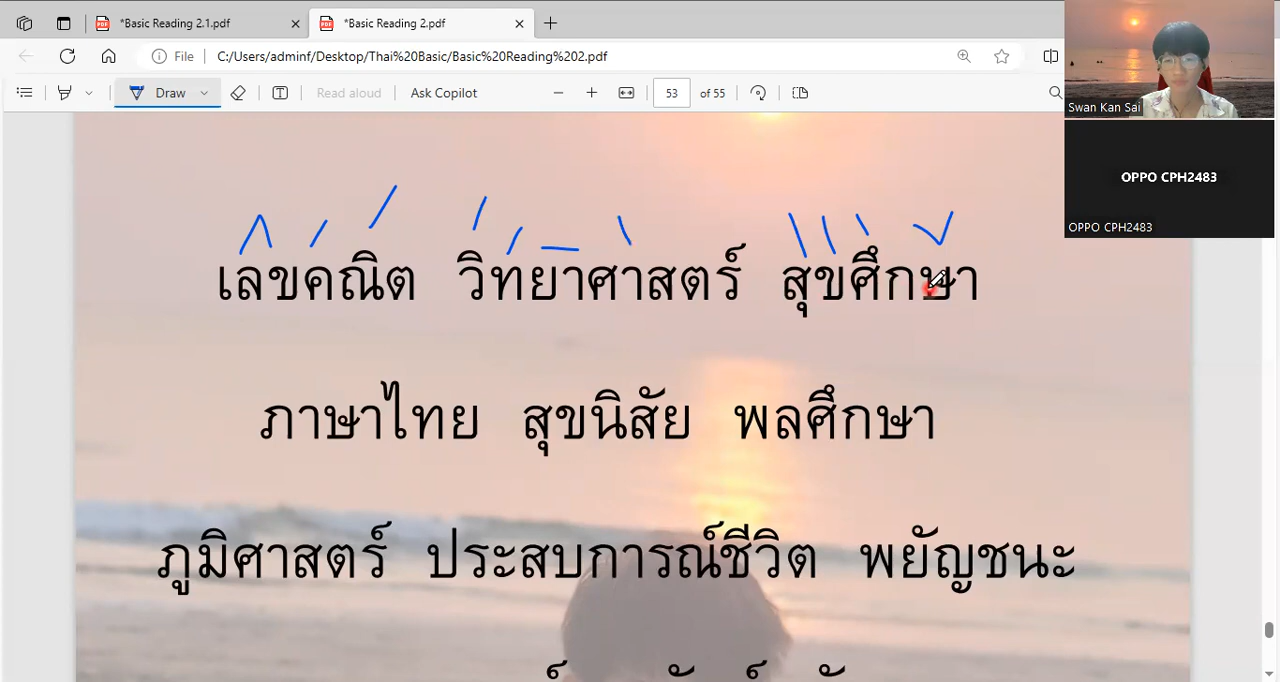 *Basic Reading 2.1.pdf *Basic Reading 2.pdf
File C:/Users/adminf/Desktop/Thai%20Basic/Basic%20Reading%202.pdf
Draw Read aloud Ask Copilot 53 of 55
Swan Kan Sai
OPPO CPH2483
OPPO CPH2483
เลขคณิต วิทยาศาสตร์ สุขศึกษา
ภาษาไทย สุขนิสัย พลศึกษา
ภูมิศาสตร์ ประสบการณ์ชีวิต พยัญชนะ